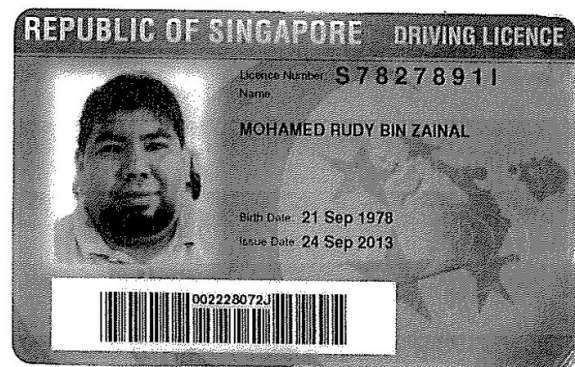 REPUBLIC OF SINGAPORE DRIVING LICENCE
Licence Number: S7827891I
Name
MOHAMED RUDY BIN ZAINAL
Birth Date: 21 Sep 1978
Issue Date: 24 Sep 2013
002228072J